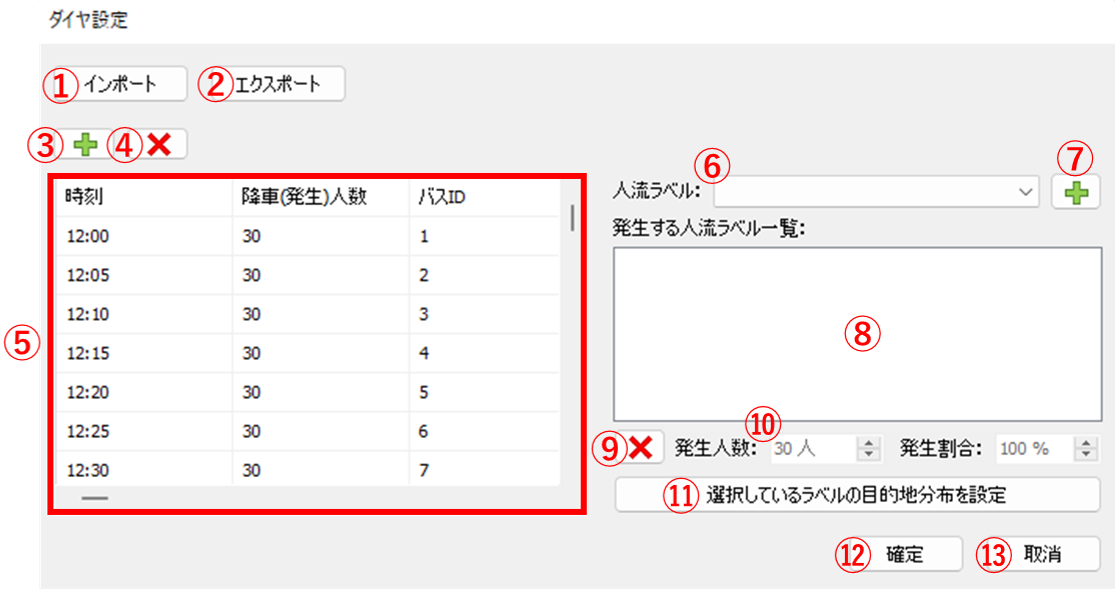 ダイヤ設定
① インポート ② エクスポート
③ ④
時刻 降車(発生)人数 バスID
12:00 30 1
12:05 30 2
12:10 30 3
12:15 30 4
12:20 30 5
12:25 30 6
12:30 30 7
⑤
⑥ ⑦
人流ラベル:
発生する人流ラベル一覧:
⑧
⑩
⑨ 発生人数: 30 人 発生割合: 100 %
⑪ 選択しているラベルの目的地分布を設定
⑫ 確定 ⑬ 取消